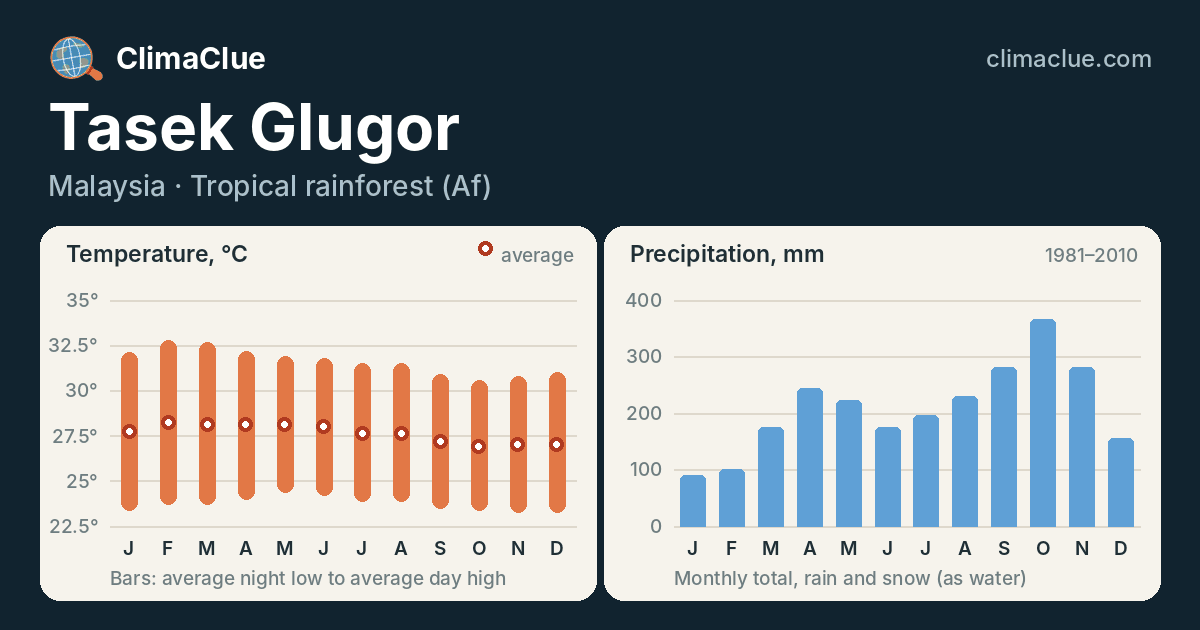 ClimaClue
climaclue.com
Tasek Glugor
Malaysia · Tropical rainforest (Af)
Temperature, °C
average
35°
32.5°
30°
27.5°
25°
22.5°
J F M A M J J A S O N D
Bars: average night low to average day high
Precipitation, mm
1981–2010
400
300
200
100
0
J F M A M J J A S O N D
Monthly total, rain and snow (as water)